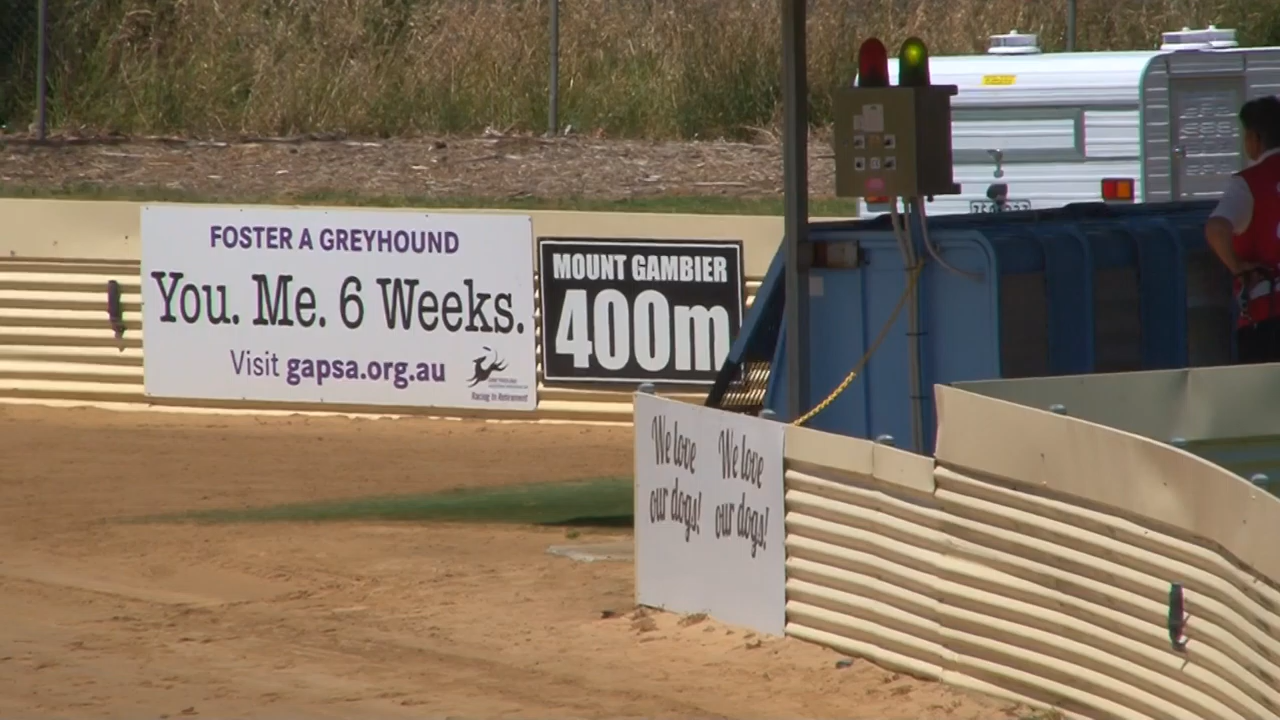 FOSTER A GREYHOUND
You. Me. 6 Weeks.
Visit gapsa.org.au
Racing In Retirement
MOUNT GAMBIER
400m
We love
our dogs!
We love
our dogs!